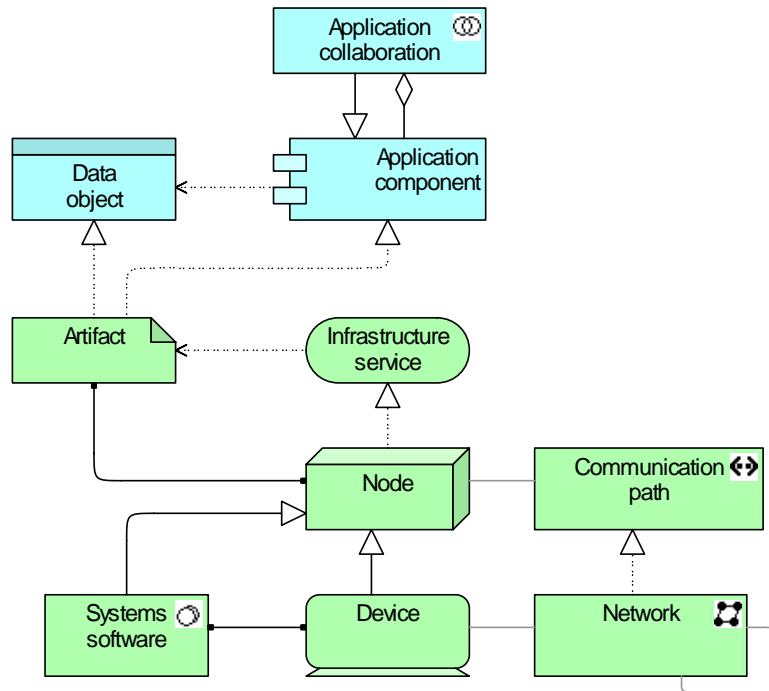 Application
collaboration
Data
object
Application
component
Artifact
Infrastructure
service
Node
Communication
path
Systems
software
Device
Network